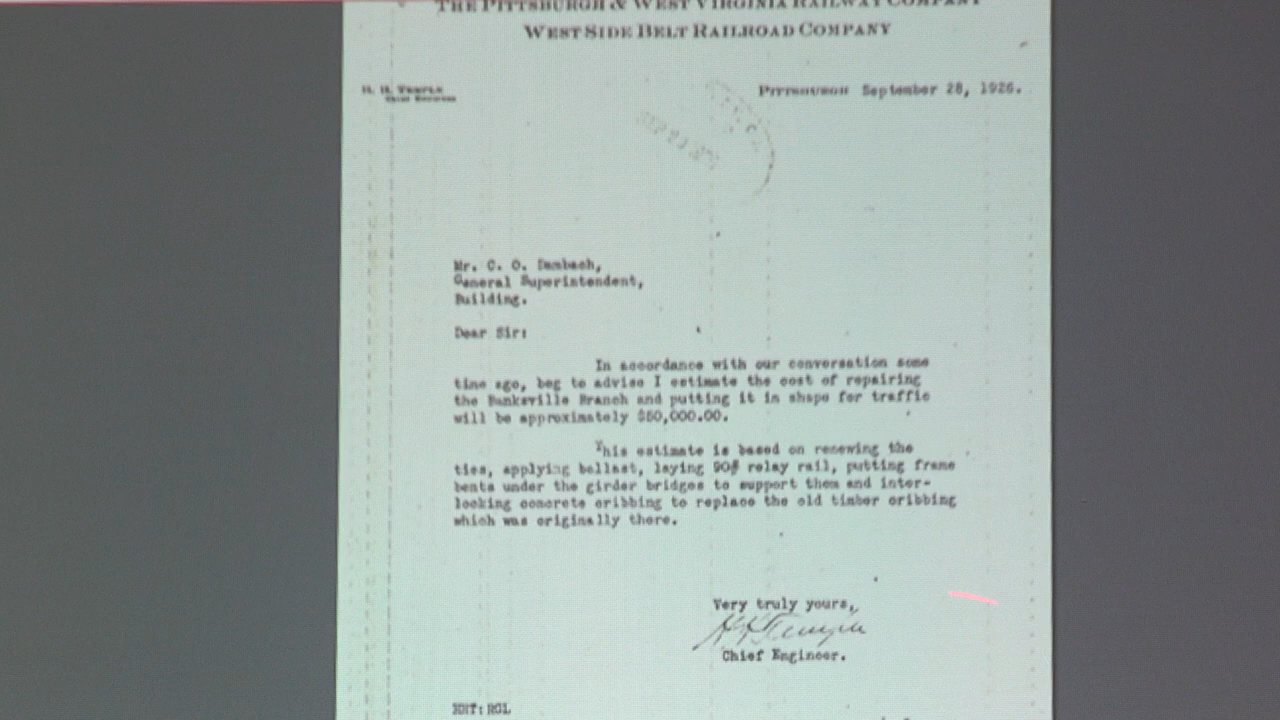 THE PITTSBURGH & WEST VIRGINIA RAILWAY COMPANY
WEST SIDE BELT RAILROAD COMPANY
H. H. TEMPLE
CHIEF ENGINEER
PITTSBURGH September 28, 1926.
Mr. C. O. Dambach,
General Superintendent,
Building.
Dear Sir:
In accordance with our conversation some
time ago, beg to advise I estimate the cost of repairing
the Banksville Branch and putting it in shape for traffic
will be approximately $60,000.00.
This estimate is based on renewing the
ties, applying ballast, laying 90# relay rail, putting frame
bents under the girder bridges to support them and inter-
locking concrete cribbing to replace the old timber cribbing
which was originally there.
Very truly yours,
H H Temple
Chief Engineer.
HHT:RGL